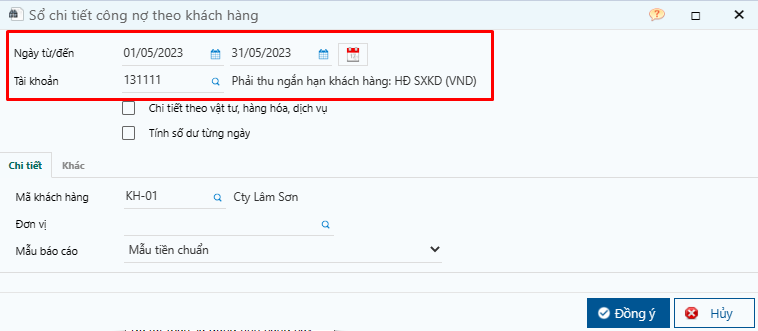 Sổ chi tiết công nợ theo khách hàng
Ngày từ/đến 01/05/2023 31/05/2023
Tài khoản 131111 Phải thu ngắn hạn khách hàng: HĐ SXKD (VND)
Chi tiết theo vật tư, hàng hóa, dịch vụ
Tính số dư từng ngày
Chi tiết Khác
Mã khách hàng KH-01 Cty Lâm Sơn
Đơn vị
Mẫu báo cáo Mẫu tiền chuẩn
Đồng ý Hủy